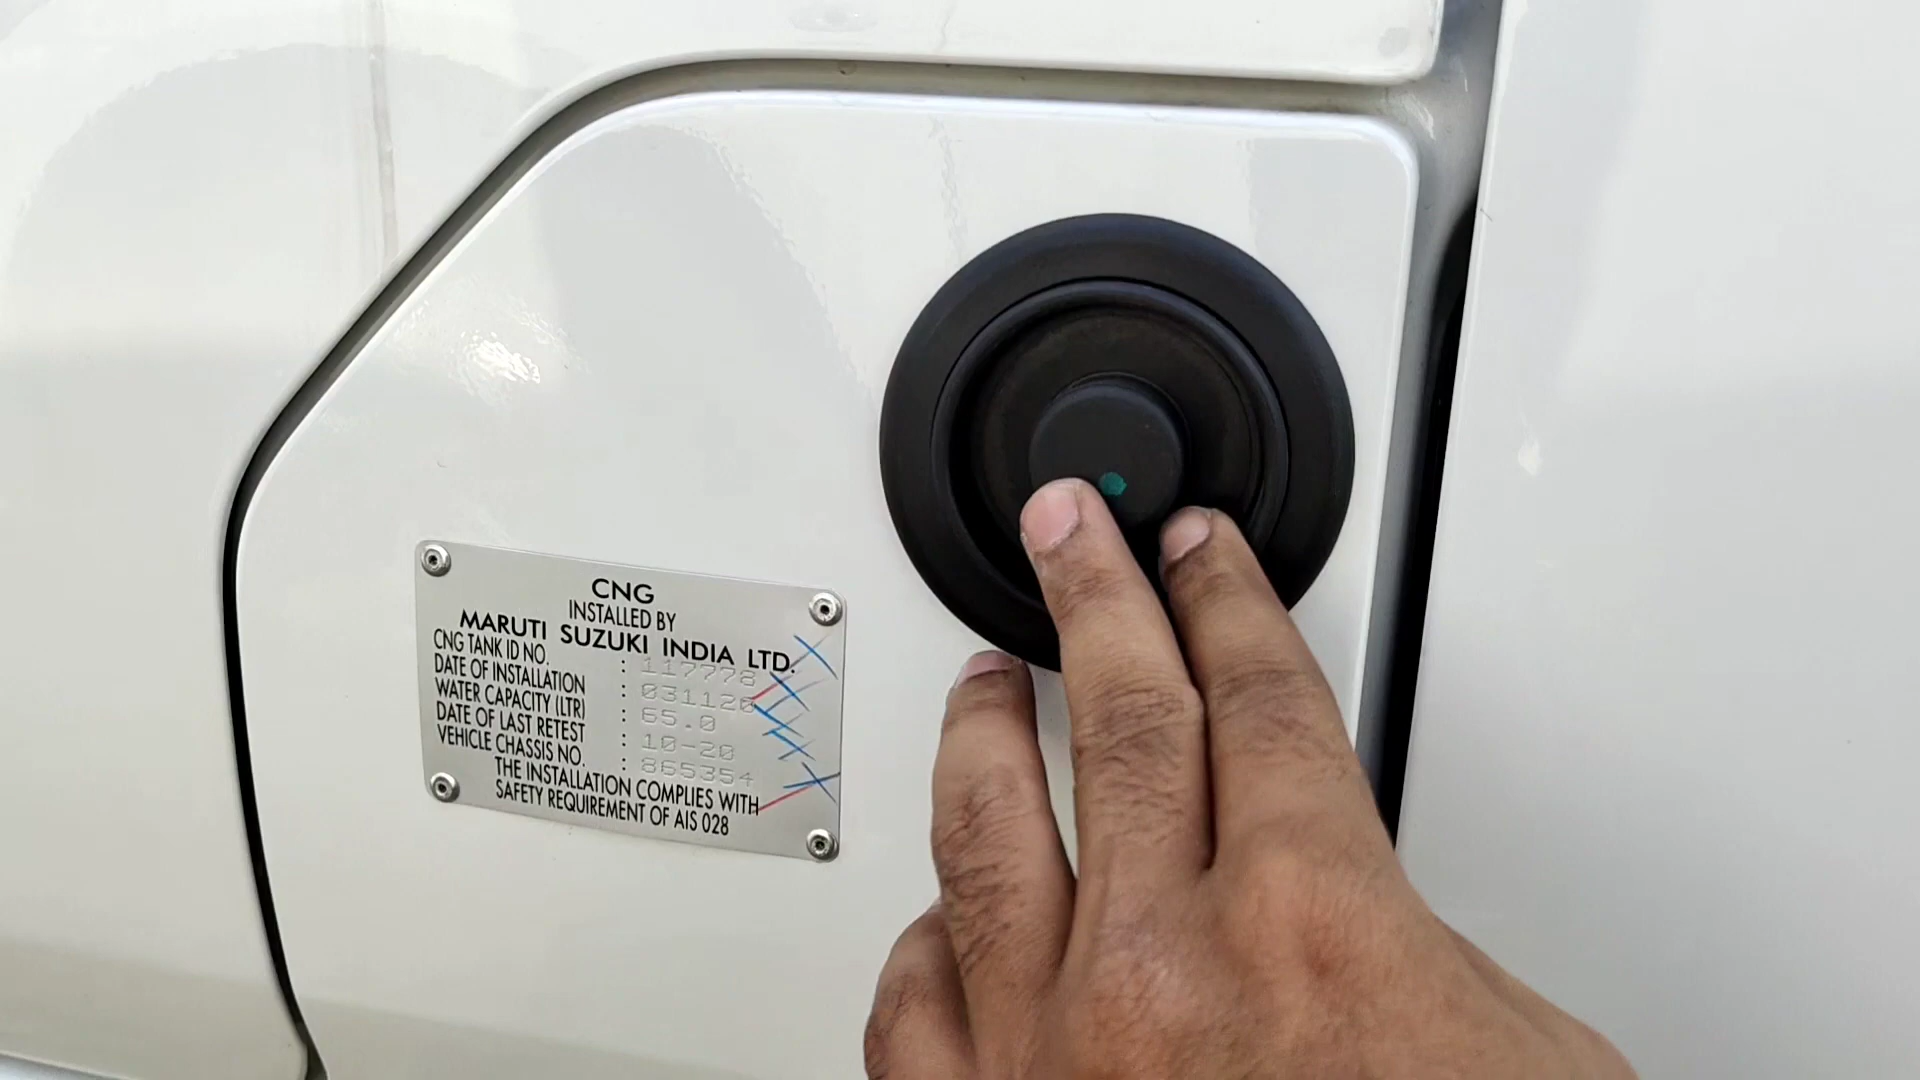 CNG
INSTALLED BY
MARUTI SUZUKI INDIA LTD.
CNG TANK ID NO. : 117778
DATE OF INSTALLATION : 031120
WATER CAPACITY (LTR) : 65.0
DATE OF LAST RETEST : 10-20
VEHICLE CHASSIS NO. : 865354
THE INSTALLATION COMPLIES WITH
SAFETY REQUIREMENT OF AIS 028